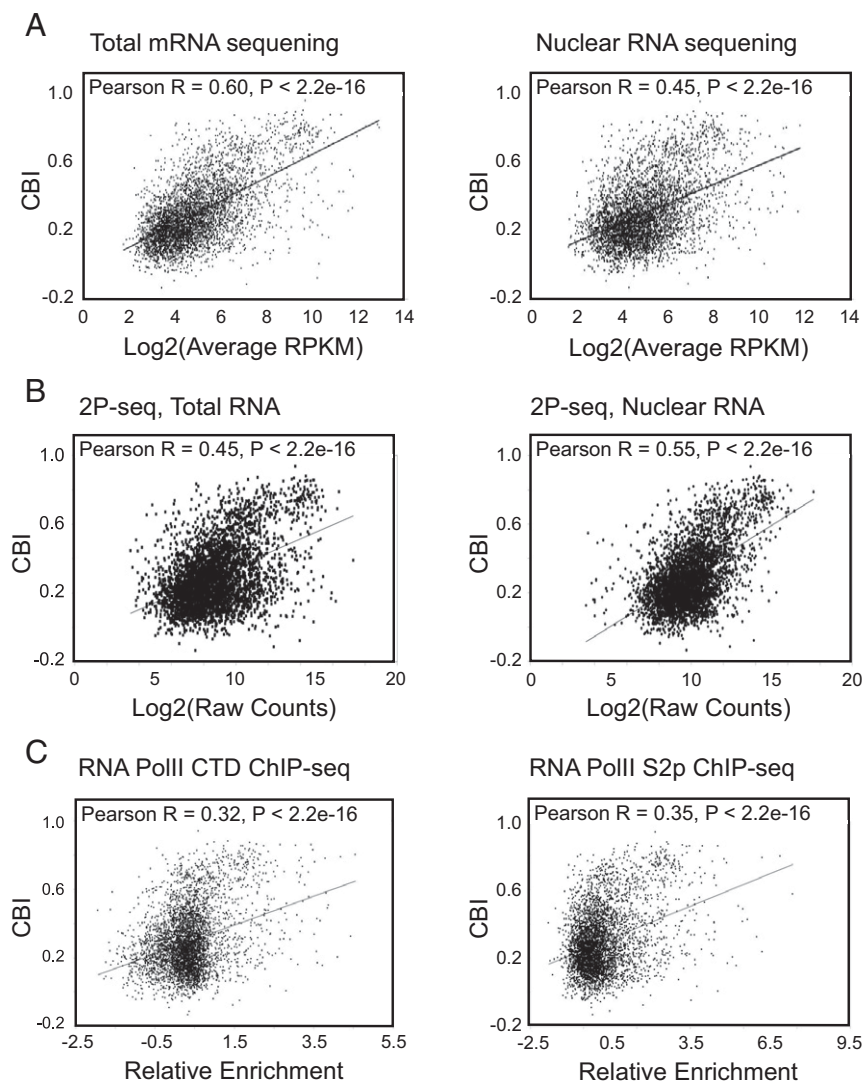 A
Total mRNA sequening
Nuclear RNA sequening
Pearson R = 0.60, P < 2.2e-16
Pearson R = 0.45, P < 2.2e-16
CBI
1.0
0.6
0.2
-0.2
0 2 4 6 8 10 12 14
Log2(Average RPKM)
CBI
1.0
0.6
0.2
-0.2
0 2 4 6 8 10 12 14
Log2(Average RPKM)
B
2P-seq, Total RNA
2P-seq, Nuclear RNA
Pearson R = 0.45, P < 2.2e-16
Pearson R = 0.55, P < 2.2e-16
CBI
1.0
0.6
0.2
-0.2
0 5 10 15 20
Log2(Raw Counts)
CBI
1.0
0.6
0.2
-0.2
0 5 10 15 20
Log2(Raw Counts)
C
RNA PolII CTD ChIP-seq
RNA PolII S2p ChIP-seq
Pearson R = 0.32, P < 2.2e-16
Pearson R = 0.35, P < 2.2e-16
CBI
1.0
0.6
0.2
-0.2
-2.5 -0.5 1.5 3.5 5.5
Relative Enrichment
CBI
1.0
0.6
0.2
-0.2
-2.5 0.5 3.5 6.5 9.5
Relative Enrichment